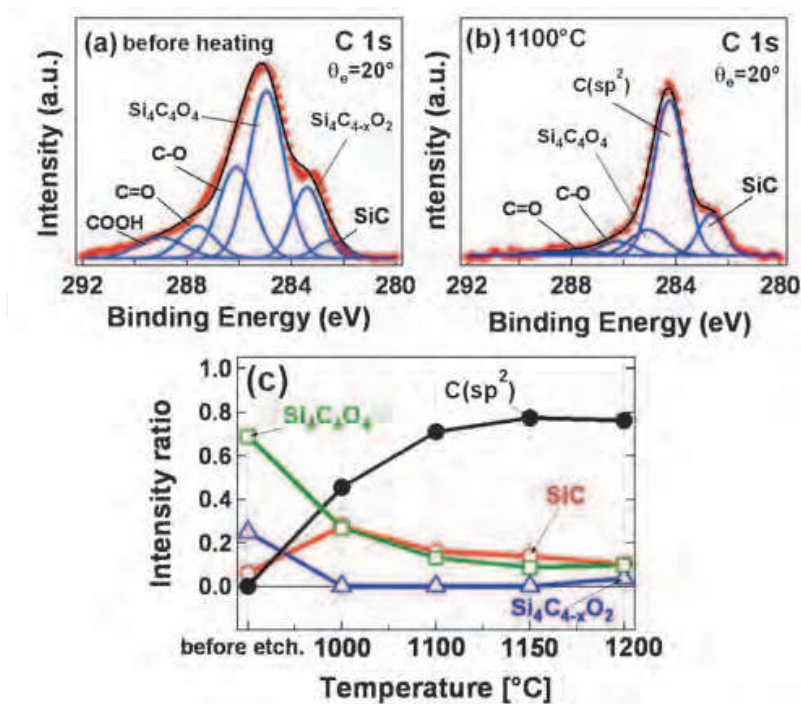 (a) before heating C 1s
θₑ=20°
Si₄C₄O₄
Si₄C₄₋ₓO₂
C-O
C=O
COOH
SiC
Intensity (a.u.)
292 288 284 280
Binding Energy (eV)
(b) 1100°C C 1s
θₑ=20°
C(sp²)
Si₄C₄O₄
C-O
C=O
SiC
ntensity (a.u.)
292 288 284 280
Binding Energy (eV)
(c)
C(sp²)
Si₄C₄O₄
SiC
Si₄C₄₋ₓO₂
1.0
0.8
0.6
0.4
0.2
0.0
Intensity ratio
before etch. 1000 1100 1150 1200
Temperature [°C]